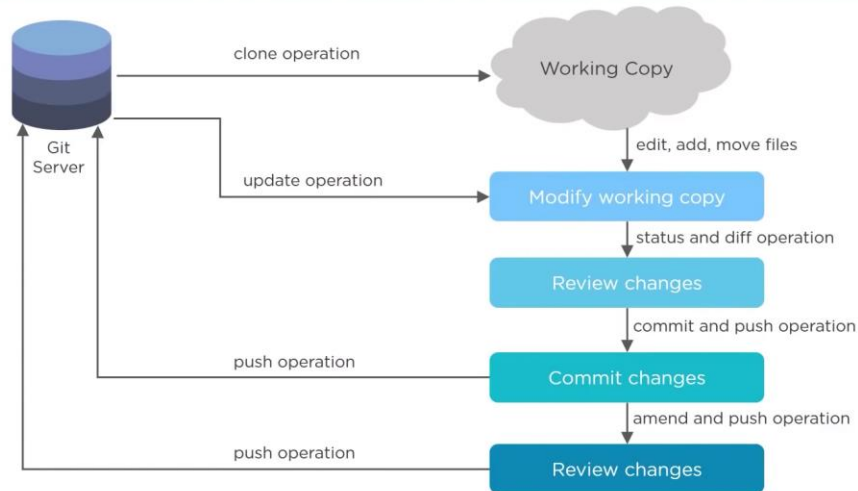 clone operation
Working Copy
Git
Server
edit, add, move files
update operation
Modify working copy
status and diff operation
Review changes
commit and push operation
push operation
Commit changes
amend and push operation
push operation
Review changes